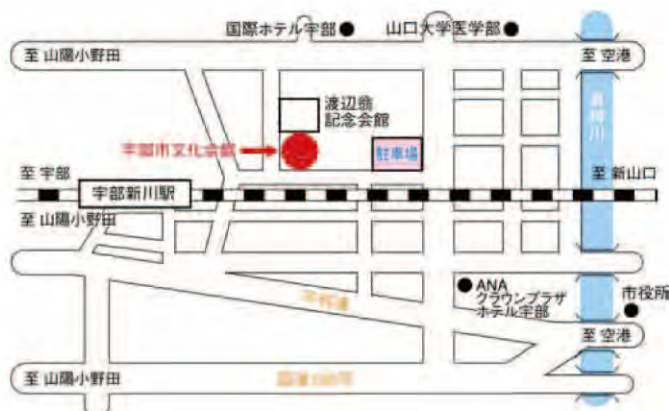 国際ホテル宇部
山口大学医学部
至 山陽小野田
至 空港
渡辺翁
記念会館
宇部市文化会館
駐車場
至 宇部
至 新山口
宇部新川駅
至 山陽小野田
ANA
クラウンプラザ
ホテル宇部
市役所
至 空港
至 山陽小野田